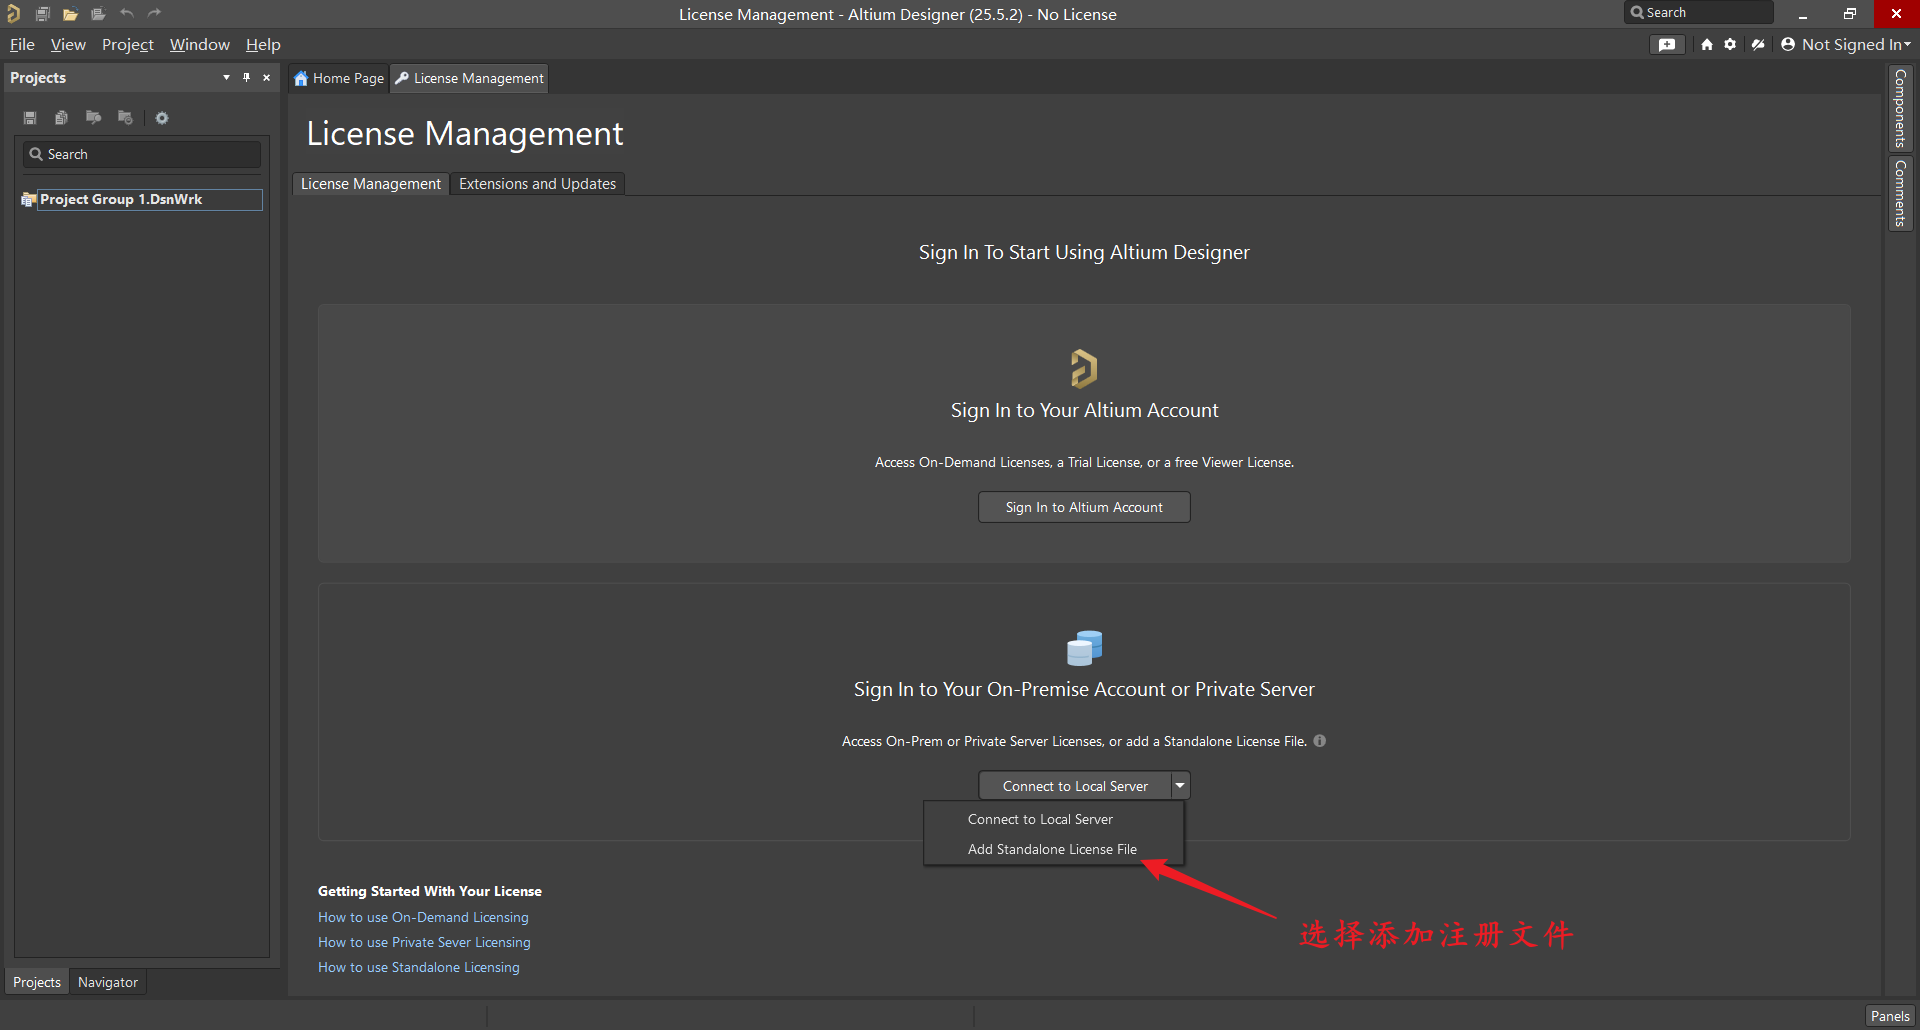 License Management - Altium Designer (25.5.2) - No License
Search
File View Project Window Help
Not Signed In
Projects
Home Page
License Management
Components
Comments
License Management
Search
License Management
Extensions and Updates
Project Group 1.DsnWrk
Sign In To Start Using Altium Designer
Sign In to Your Altium Account
Access On-Demand Licenses, a Trial License, or a free Viewer License.
Sign In to Altium Account
Sign In to Your On-Premise Account or Private Server
Access On-Prem or Private Server Licenses, or add a Standalone License File.
Connect to Local Server
Connect to Local Server
Add Standalone License File
选择添加注册文件
Getting Started With Your License
How to use On-Demand Licensing
How to use Private Sever Licensing
How to use Standalone Licensing
Projects
Navigator
Panels